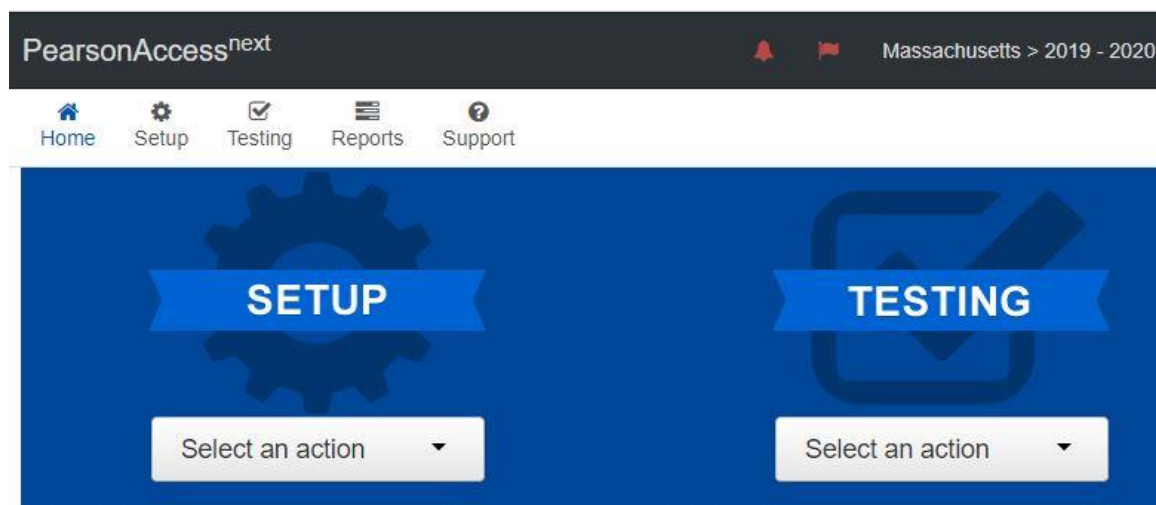 PearsonAccessnext
Massachusetts > 2019 - 2020
Home Setup Testing Reports Support
SETUP
TESTING
Select an action
Select an action